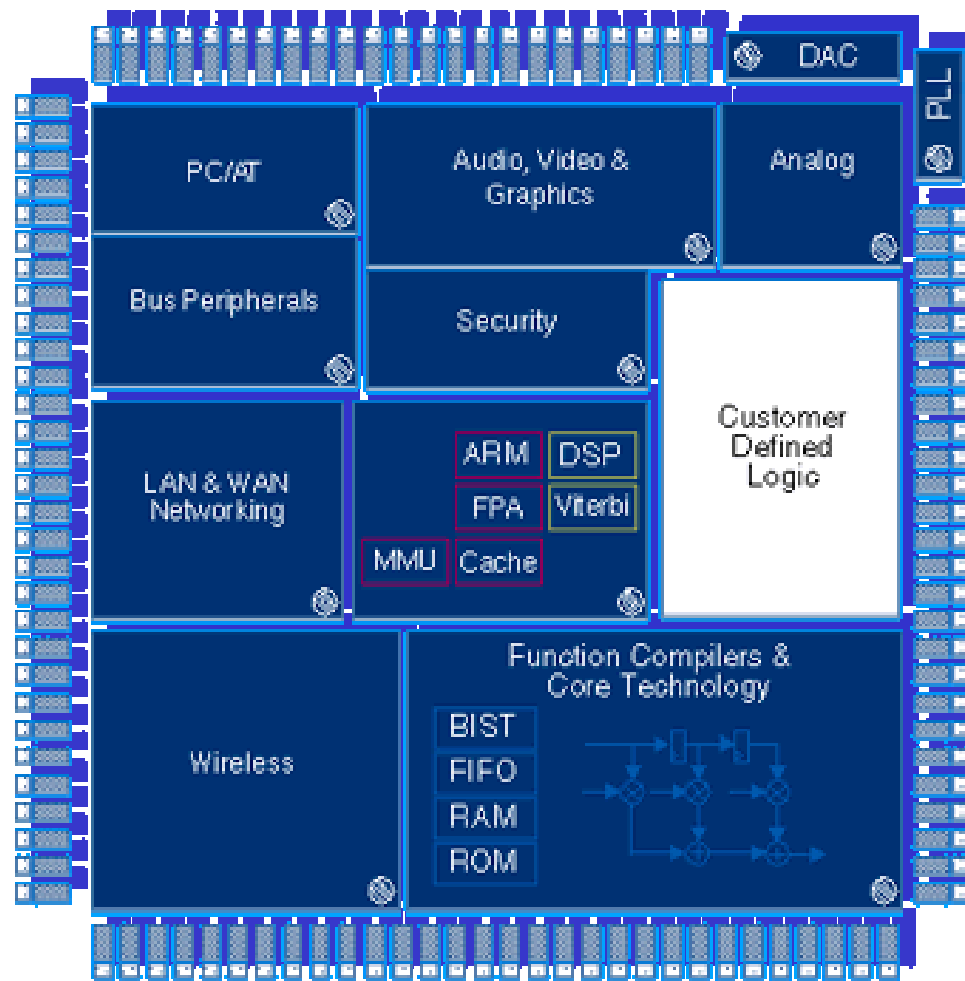 DAC
PLL
PC/AT
Audio, Video &
Graphics
Analog
Bus Peripherals
Security
Customer
Defined
Logic
LAN & WAN
Networking
ARM
DSP
FPA
Viterbi
MMU
Cache
Wireless
Function Compilers &
Core Technology
BIST
FIFO
RAM
ROM